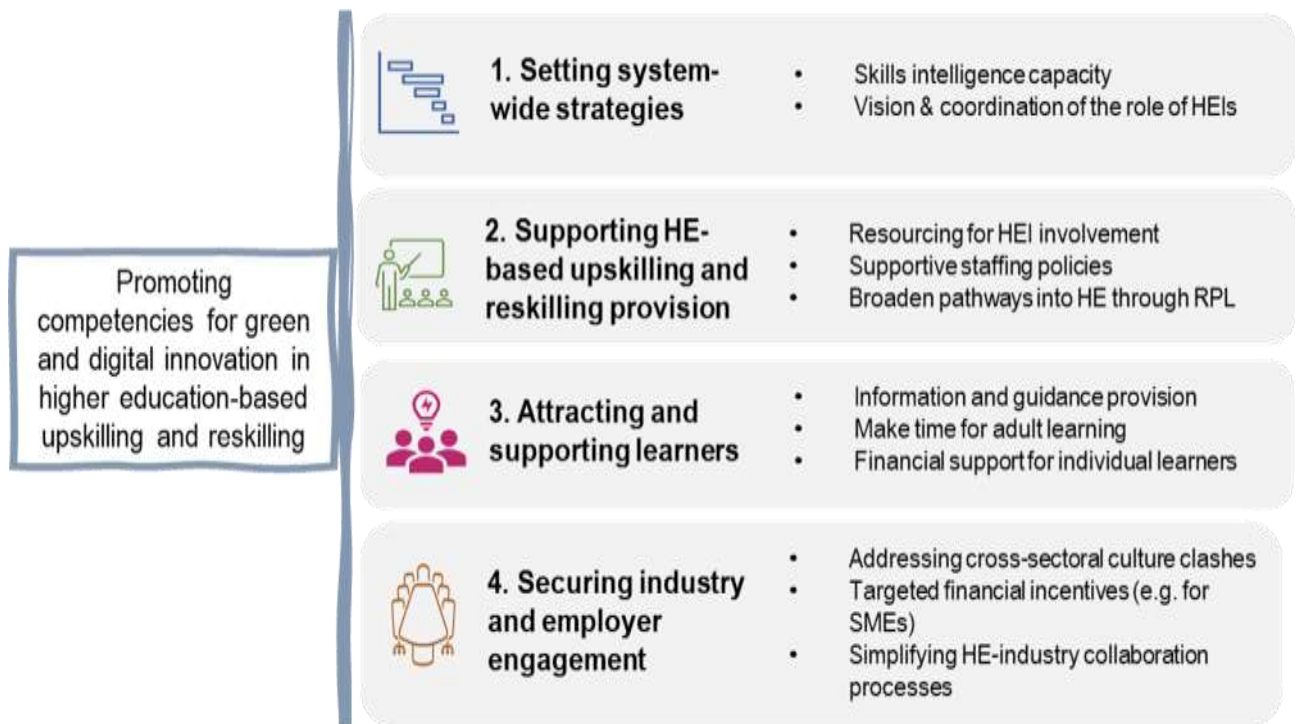 Promoting
competencies for green
and digital innovation in
higher education-based
upskilling and reskilling
1. Setting system-
wide strategies
• Skills intelligence capacity
• Vision & coordination of the role of HEIs
2. Supporting HE-
based upskilling and
reskilling provision
• Resourcing for HEI involvement
• Supportive staffing policies
• Broaden pathways into HE through RPL
3. Attracting and
supporting learners
• Information and guidance provision
• Make time for adult learning
• Financial support for individual learners
4. Securing industry
and employer
engagement
• Addressing cross-sectoral culture clashes
• Targeted financial incentives (e.g. for
SMEs)
• Simplifying HE-industry collaboration
processes